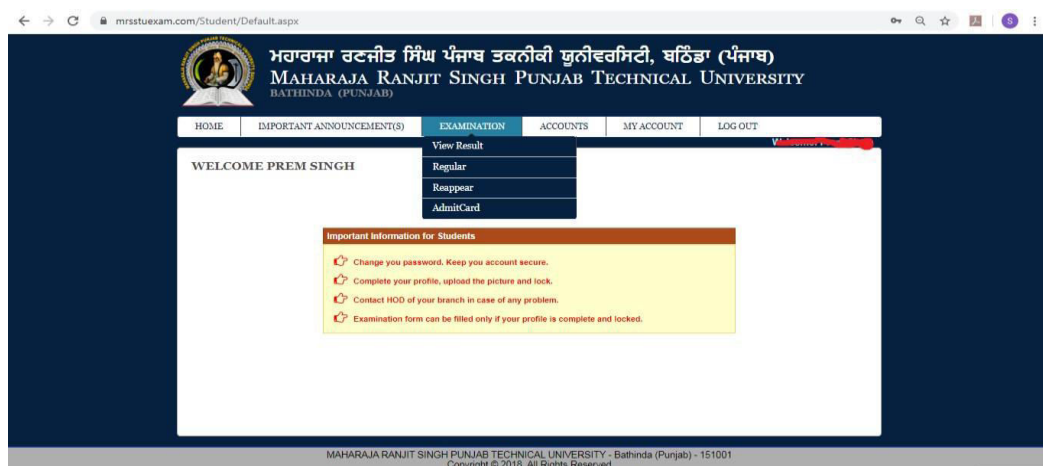 mrsstuexam.com/Student/Default.aspx
S
ਮਹਾਰਾਜਾ ਰਣਜੀਤ ਸਿੰਘ ਪੰਜਾਬ ਤਕਨੀਕੀ ਯੂਨੀਵਰਸਿਟੀ, ਬਠਿੰਡਾ (ਪੰਜਾਬ)
MAHARAJA RANJIT SINGH PUNJAB TECHNICAL UNIVERSITY
BATHINDA (PUNJAB)
HOME IMPORTANT ANNOUNCEMENT(S) EXAMINATION ACCOUNTS MY ACCOUNT LOG OUT
View Result
WELCOME PREM SINGH
Regular
Reappear
AdmitCard
Important Information for Students
Change you password. Keep you account secure.
Complete your profile, upload the picture and lock.
Contact HOD of your branch in case of any problem.
Examination form can be filled only if your profile is complete and locked.
MAHARAJA RANJIT SINGH PUNJAB TECHNICAL UNIVERSITY - Bathinda (Punjab) - 151001
Copyright © 2018. All Rights Reserved